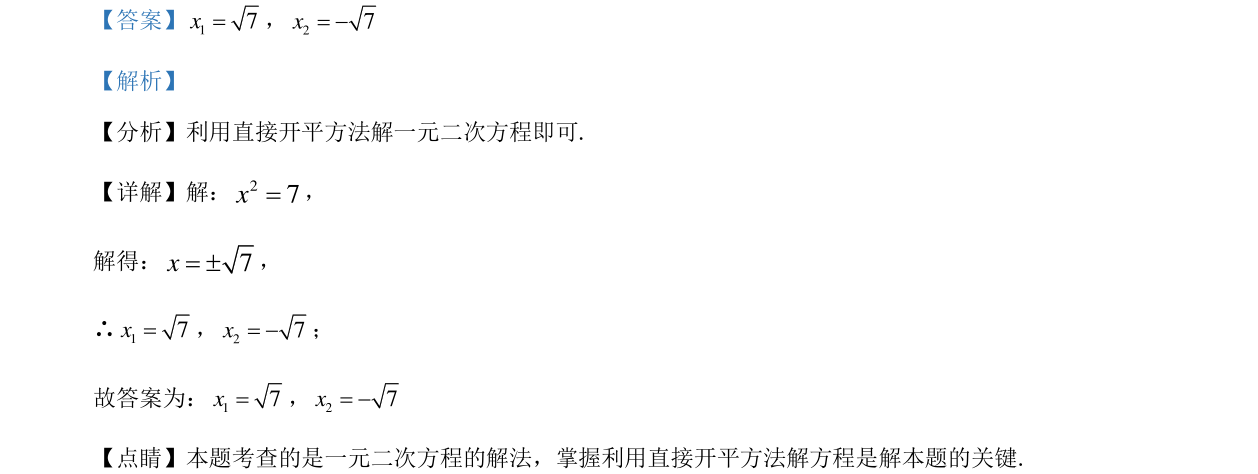 【答案】x₁ = √7，x₂ = −√7
【解析】
【分析】利用直接开平方法解一元二次方程即可.
【详解】解：x² = 7，
解得：x = ±√7，
∴x₁ = √7，x₂ = −√7；
故答案为：x₁ = √7，x₂ = −√7
【点睛】本题考查的是一元二次方程的解法，掌握利用直接开平方法解方程是解本题的关键.